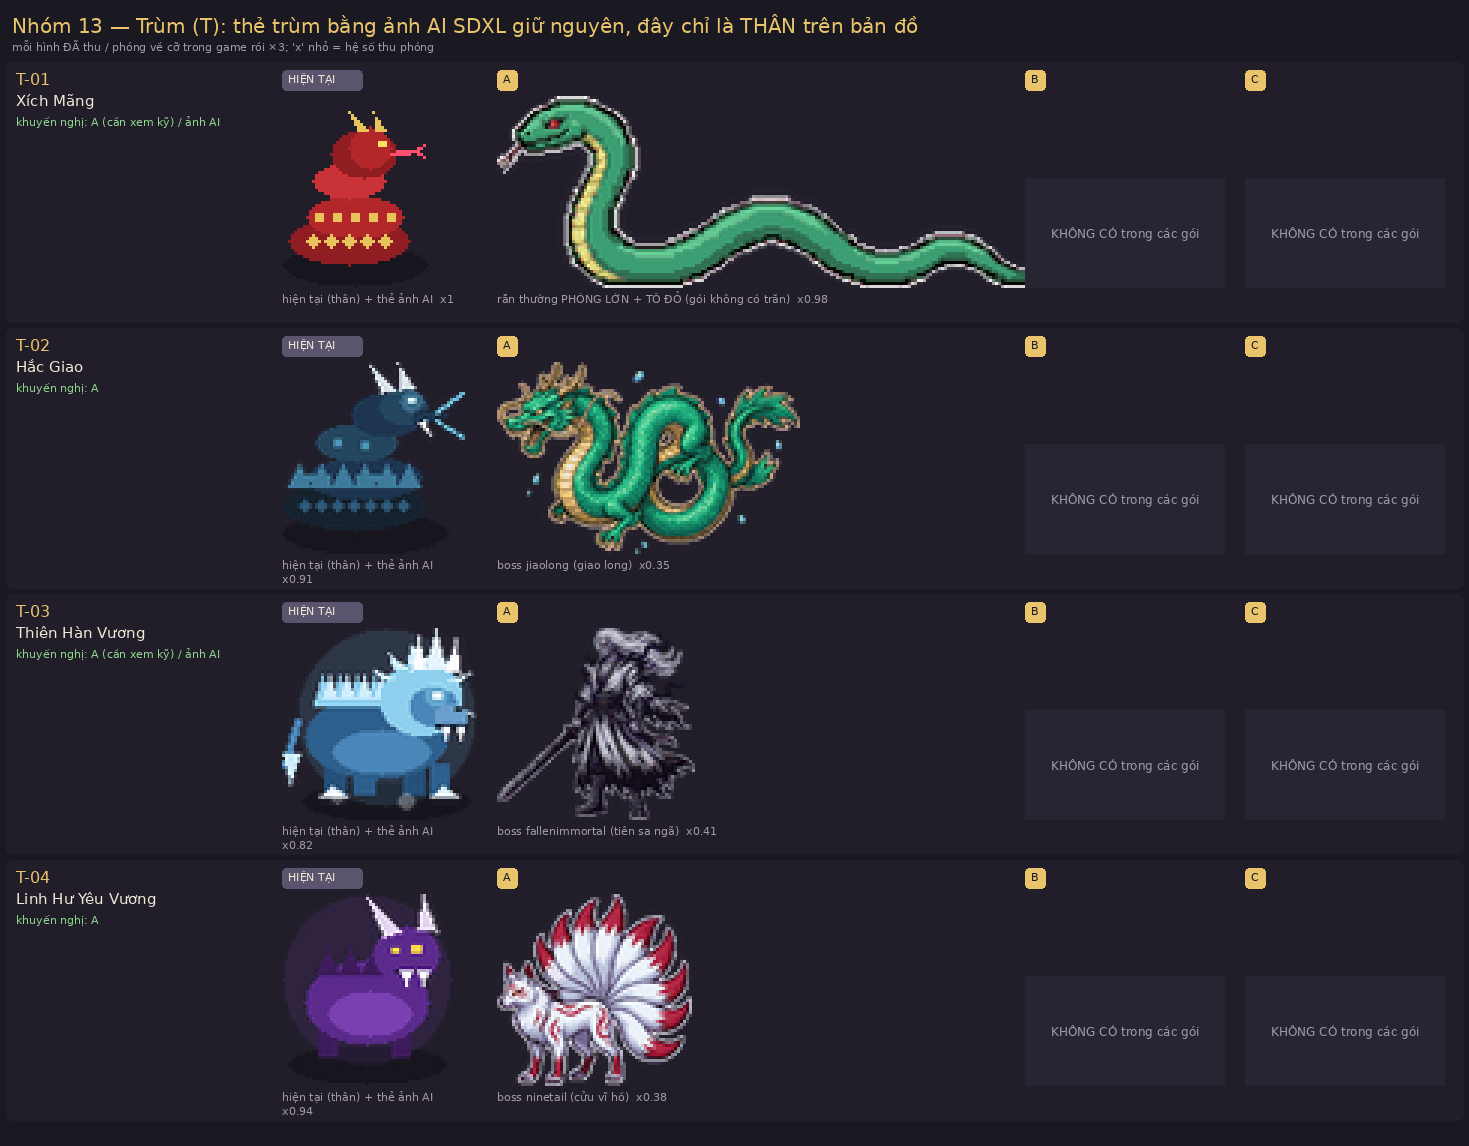 Nhóm 13 — Trùm (T): thẻ trùm bằng ảnh AI SDXL giữ nguyên, đây chỉ là THÂN trên bản đồ
mỗi hình ĐÃ thu / phóng về cỡ trong game rồi ×3; 'x' nhỏ = hệ số thu phóng
T-01
Xích Mãng
khuyến nghị: A (cần xem kỹ) / ảnh AI
HIỆN TẠI
A
B
C
KHÔNG CÓ trong các gói
KHÔNG CÓ trong các gói
hiện tại (thân) + thẻ ảnh AI x1
rắn thường PHÓNG LỚN + TÔ ĐỎ (gói không có trăn) x0.98
T-02
Hắc Giao
khuyến nghị: A
HIỆN TẠI
A
B
C
KHÔNG CÓ trong các gói
KHÔNG CÓ trong các gói
hiện tại (thân) + thẻ ảnh AI
x0.91
boss jiaolong (giao long) x0.35
T-03
Thiên Hàn Vương
khuyến nghị: A (cần xem kỹ) / ảnh AI
HIỆN TẠI
A
B
C
KHÔNG CÓ trong các gói
KHÔNG CÓ trong các gói
hiện tại (thân) + thẻ ảnh AI
x0.82
boss fallenimmortal (tiên sa ngã) x0.41
T-04
Linh Hư Yêu Vương
khuyến nghị: A
HIỆN TẠI
A
B
C
KHÔNG CÓ trong các gói
KHÔNG CÓ trong các gói
hiện tại (thân) + thẻ ảnh AI
x0.94
boss ninetail (cửu vĩ hồ) x0.38